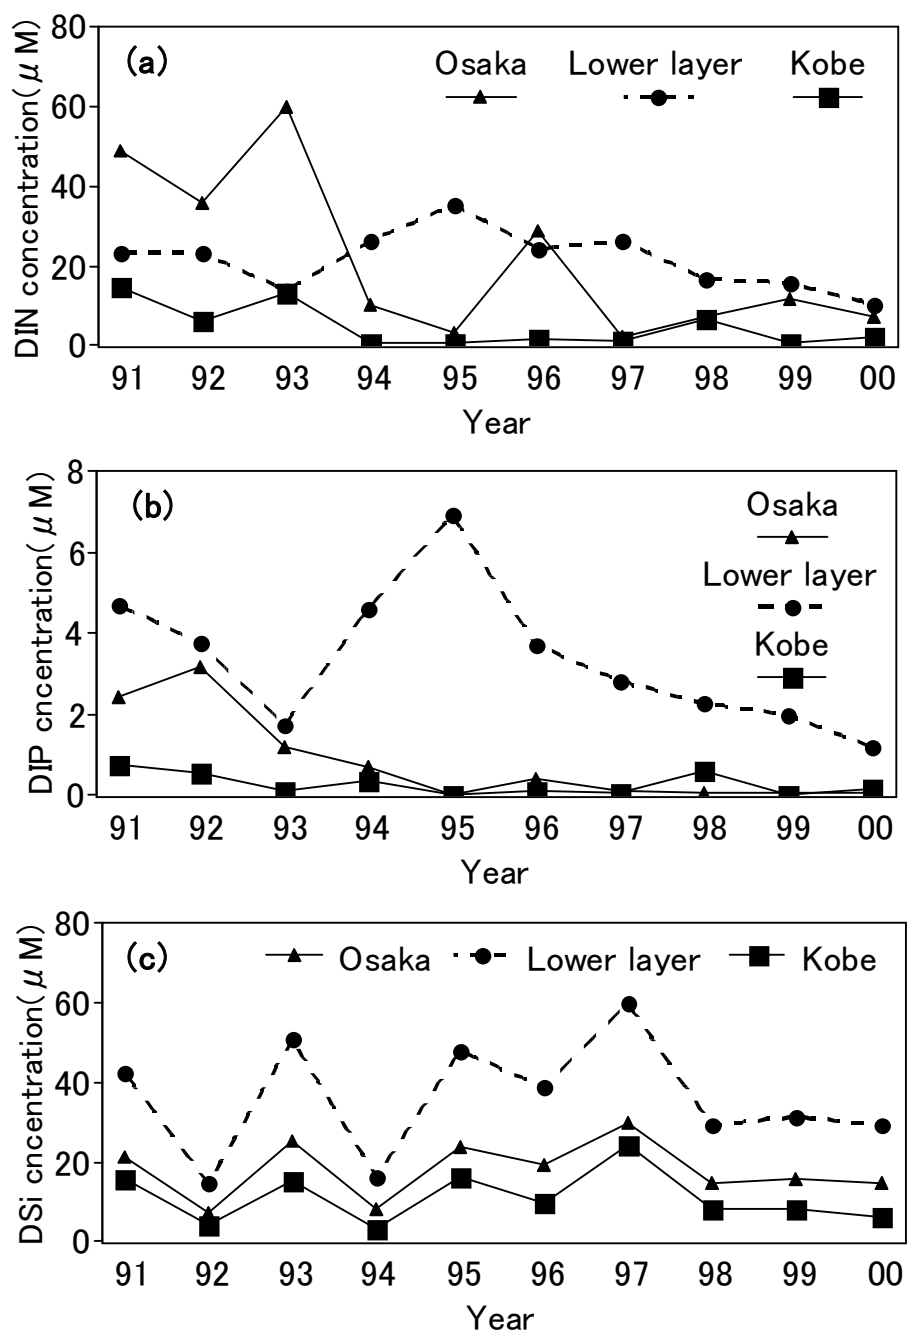 80
(a)
Osaka Lower layer Kobe
60
40
20
0
DIN concentration(μM)
91 92 93 94 95 96 97 98 99 00
Year
8
(b)
Osaka
6
Lower layer
4
Kobe
2
0
DIP cncentration(μM)
91 92 93 94 95 96 97 98 99 00
Year
80
(c) Osaka Lower layer Kobe
60
40
20
0
DSi cncentration(μM)
91 92 93 94 95 96 97 98 99 00
Year